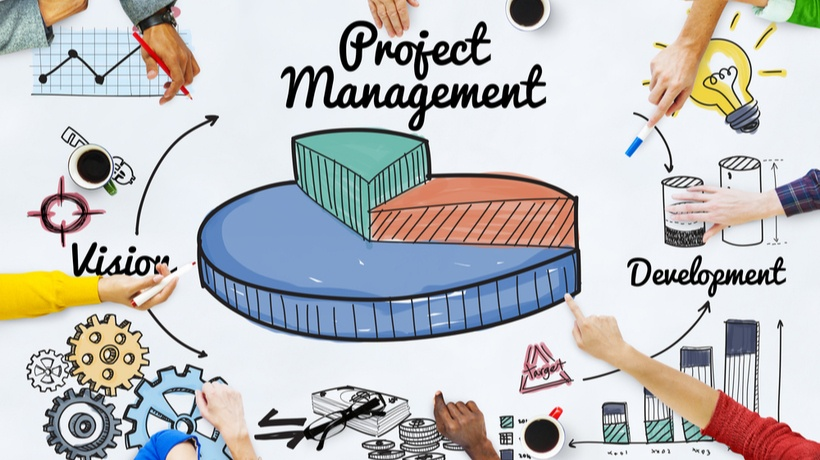 Project
Management
Vision
Development
Target